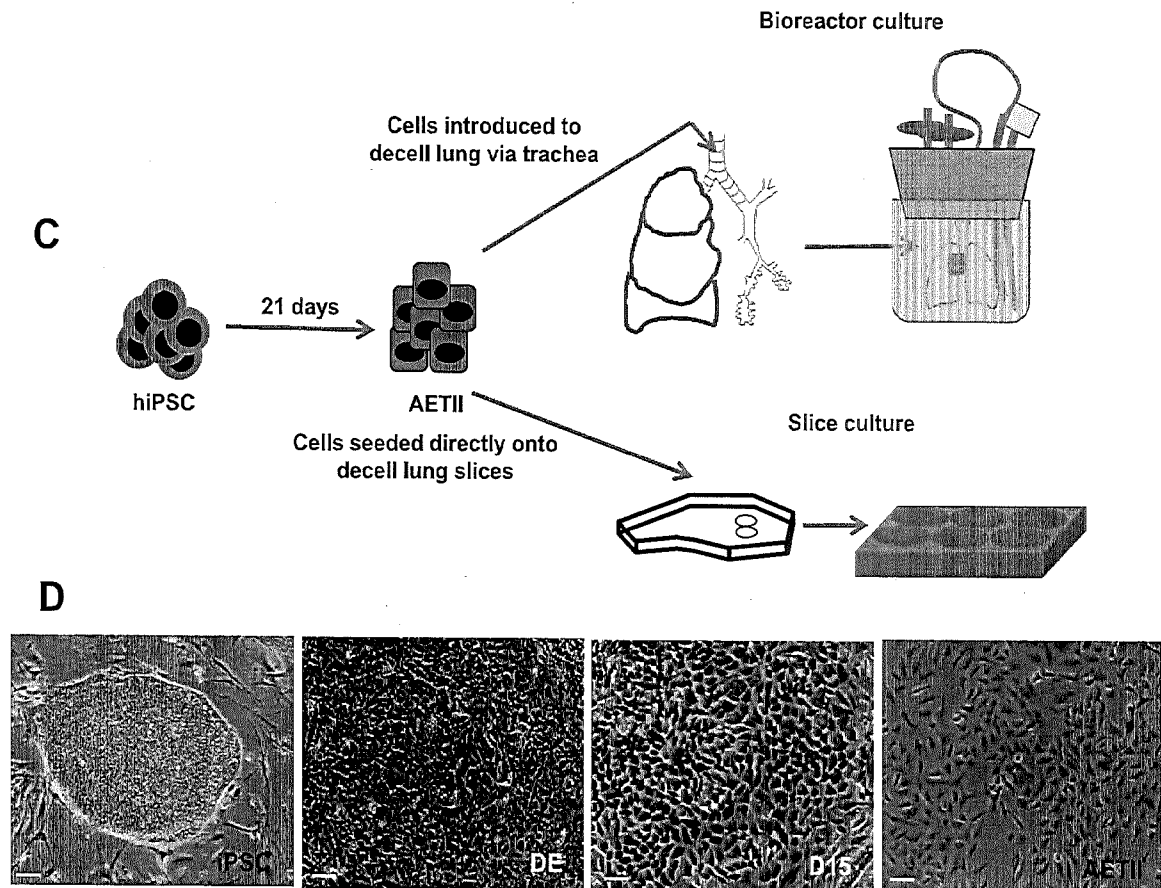 Bioreactor culture
Cells introduced to
decell lung via trachea
C
21 days
hiPSC
AETII
Cells seeded directly onto
decell lung slices
Slice culture
D
iPSC
DE
D15
AETII